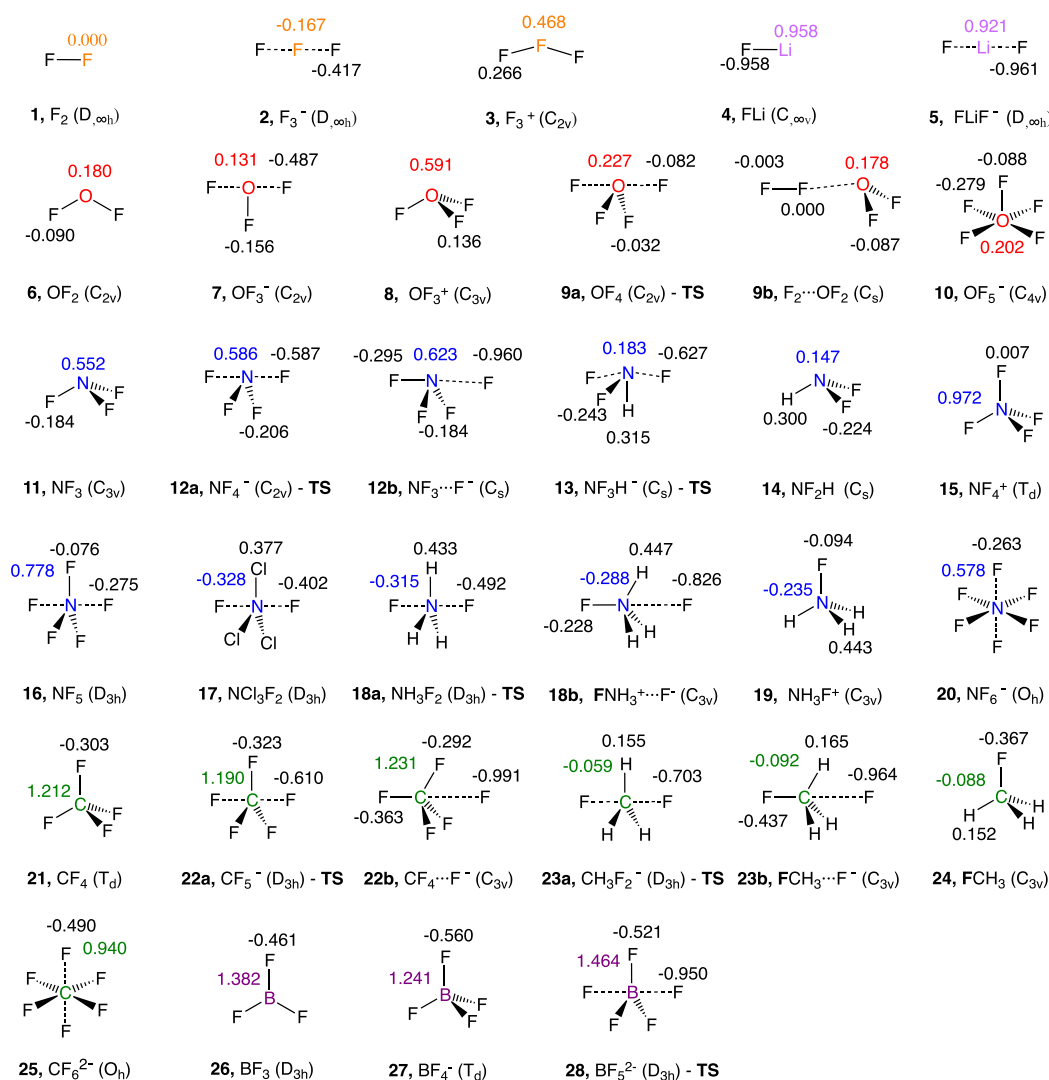 0.000
F F
1, F2 (D,∞h)
-0.167
F F F
-0.417
2, F3- (D,∞h)
0.468
F F F
0.266
3, F3+ (C2v)
0.958
F Li
-0.958
4, FLi (C,∞v)
0.921
F Li F
-0.961
5, FLiF- (D,∞h)
0.180
O
F F
-0.090
6, OF2 (C2v)
0.131 -0.487
F O F
F
-0.156
7, OF3- (C2v)
0.591
O
F F
F
0.136
8, OF3+ (C3v)
0.227 -0.082
F O F
F F
-0.032
9a, OF4 (C2v) - TS
-0.003 0.178
F F O
0.000 F
F
-0.087
9b, F2···OF2 (Cs)
-0.088
-0.279 F
F F
O
F F
0.202
10, OF5- (C4v)
0.552
N
F F
F
-0.184
11, NF3 (C3v)
0.586 -0.587
F N F
F F
-0.206
12a, NF4- (C2v) - TS
-0.295 0.623 -0.960
F N F
F F
-0.184
12b, NF3···F- (Cs)
0.183 -0.627
N
F F
F H
-0.243
0.315
13, NF3H- (Cs) - TS
0.147
N
H F
F
0.300 -0.224
14, NF2H (Cs)
0.007
F
0.972 N
F F
F
15, NF4+ (Td)
-0.076
0.778 F -0.275
F N F
F F
16, NF5 (D3h)
0.377
-0.328 Cl -0.402
F N F
Cl Cl
17, NCl3F2 (D3h)
0.433
-0.315 H -0.492
F N F
H H
18a, NH3F2 (D3h) - TS
0.447
-0.288 H -0.826
F N F
-0.228 H H
18b, FNH3+···F- (C3v)
-0.094
F
-0.235 N
H H
H
0.443
19, NH3F+ (C3v)
-0.263
0.578 F
F F
N
F F
F
20, NF6- (Oh)
-0.303
F
1.212 C
F F
F
21, CF4 (Td)
-0.323
1.190 F -0.610
F C F
F F
22a, CF5- (D3h) - TS
-0.292
1.231 F -0.991
F C F
-0.363 F F
22b, CF4···F- (C3v)
0.155
-0.059 H -0.703
F C F
H H
23a, CH3F2- (D3h) - TS
0.165
-0.092 H -0.964
F C F
-0.437 H H
23b, FCH3···F- (C3v)
-0.367
F
-0.088 C
H H
H
0.152
24, FCH3 (C3v)
-0.490
F 0.940
F F
C
F F
F
25, CF62- (Oh)
-0.461
F
1.382
B
F F
26, BF3 (D3h)
-0.560
F
1.241 B
F F
F
27, BF4- (Td)
-0.521
1.464 F -0.950
F B F
F F
28, BF52- (D3h) - TS